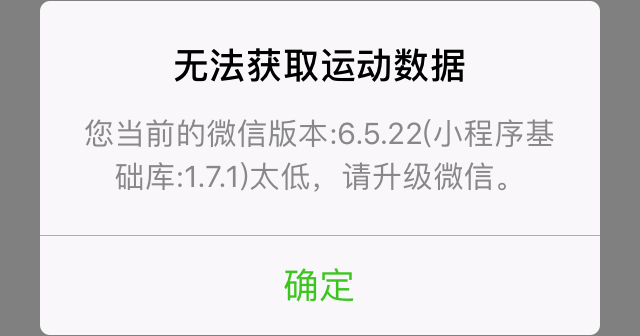 无法获取运动数据
您当前的微信版本:6.5.22(小程序基
础库:1.7.1)太低，请升级微信。
确定